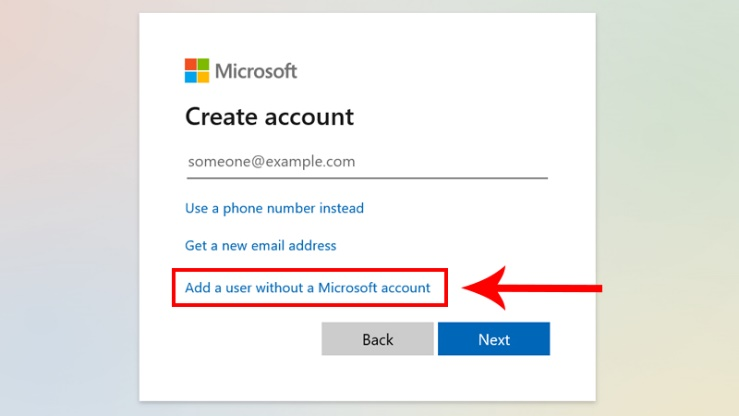 Microsoft
Create account
someone@example.com
Use a phone number instead
Get a new email address
Add a user without a Microsoft account
Back
Next